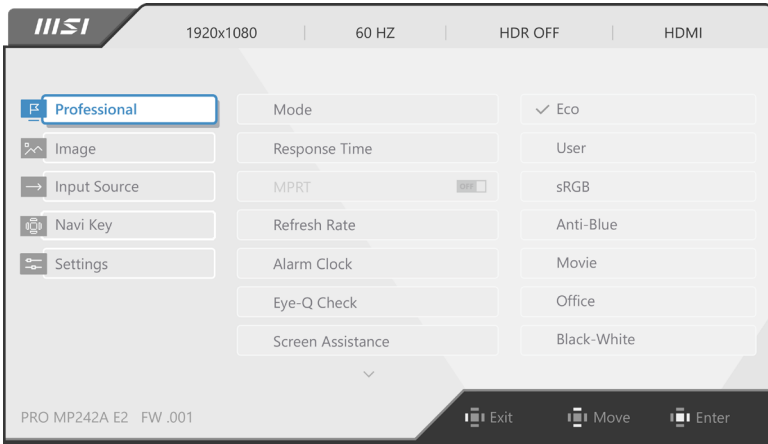 MSI 1920x1080 60 HZ HDR OFF HDMI
Professional Mode Eco
Image Response Time User
Input Source MPRT OFF sRGB
Navi Key Refresh Rate Anti-Blue
Settings Alarm Clock Movie
Eye-Q Check Office
Screen Assistance Black-White
PRO MP242A E2 FW .001 Exit Move Enter